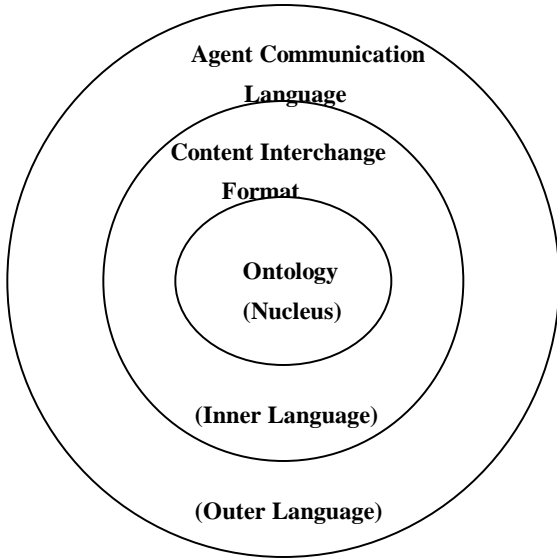 Agent Communication
Language
Content Interchange
Format
Ontology
(Nucleus)
(Inner Language)
(Outer Language)